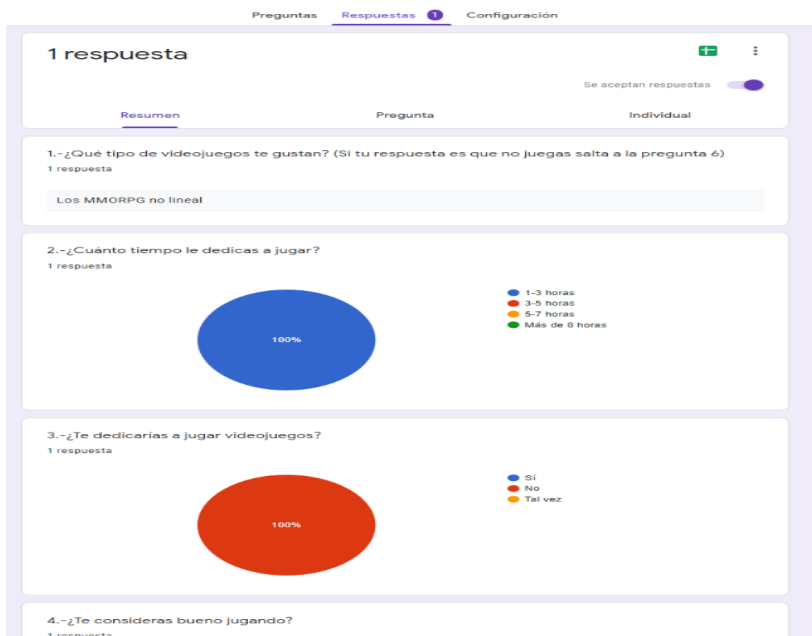 Preguntas Respuestas 1 Configuración
1 respuesta
Se aceptan respuestas
Resumen Pregunta Individual
1.-¿Qué tipo de videojuegos te gustan? (Si tu respuesta es que no juegas salta a la pregunta 6)
1 respuesta
Los MMORPG no lineal
2.-¿Cuánto tiempo le dedicas a jugar?
1 respuesta
100%
1-3 horas
3-5 horas
5-7 horas
Más de 8 horas
3.-¿Te dedicarías a jugar videojuegos?
1 respuesta
100%
Sí
No
Tal vez
4.-¿Te consideras bueno jugando?
1 respuesta